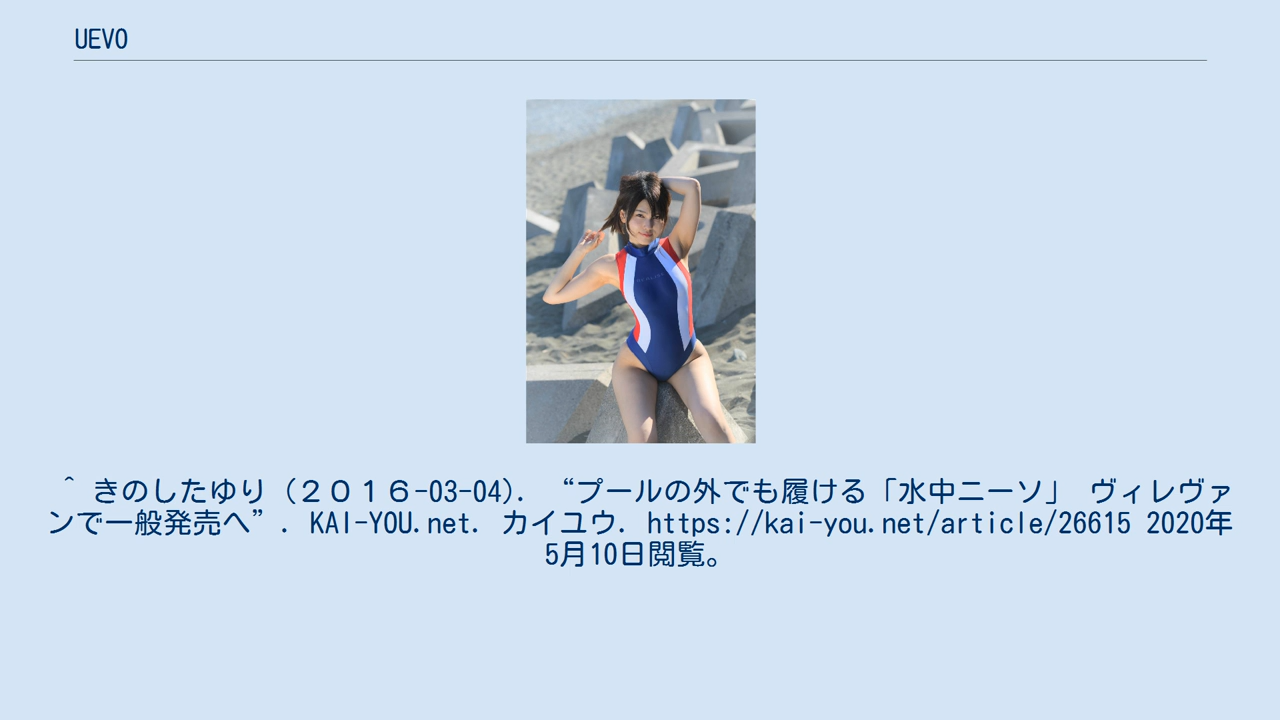 UEVO
^ きのしたゆり (２０１６-03-04). “プールの外でも履ける「水中ニーソ」 ヴィレヴァ
ンで一般発売へ”. KAI-YOU.net. カイユウ. https://kai-you.net/article/26615 2020年
5月10日閲覧。